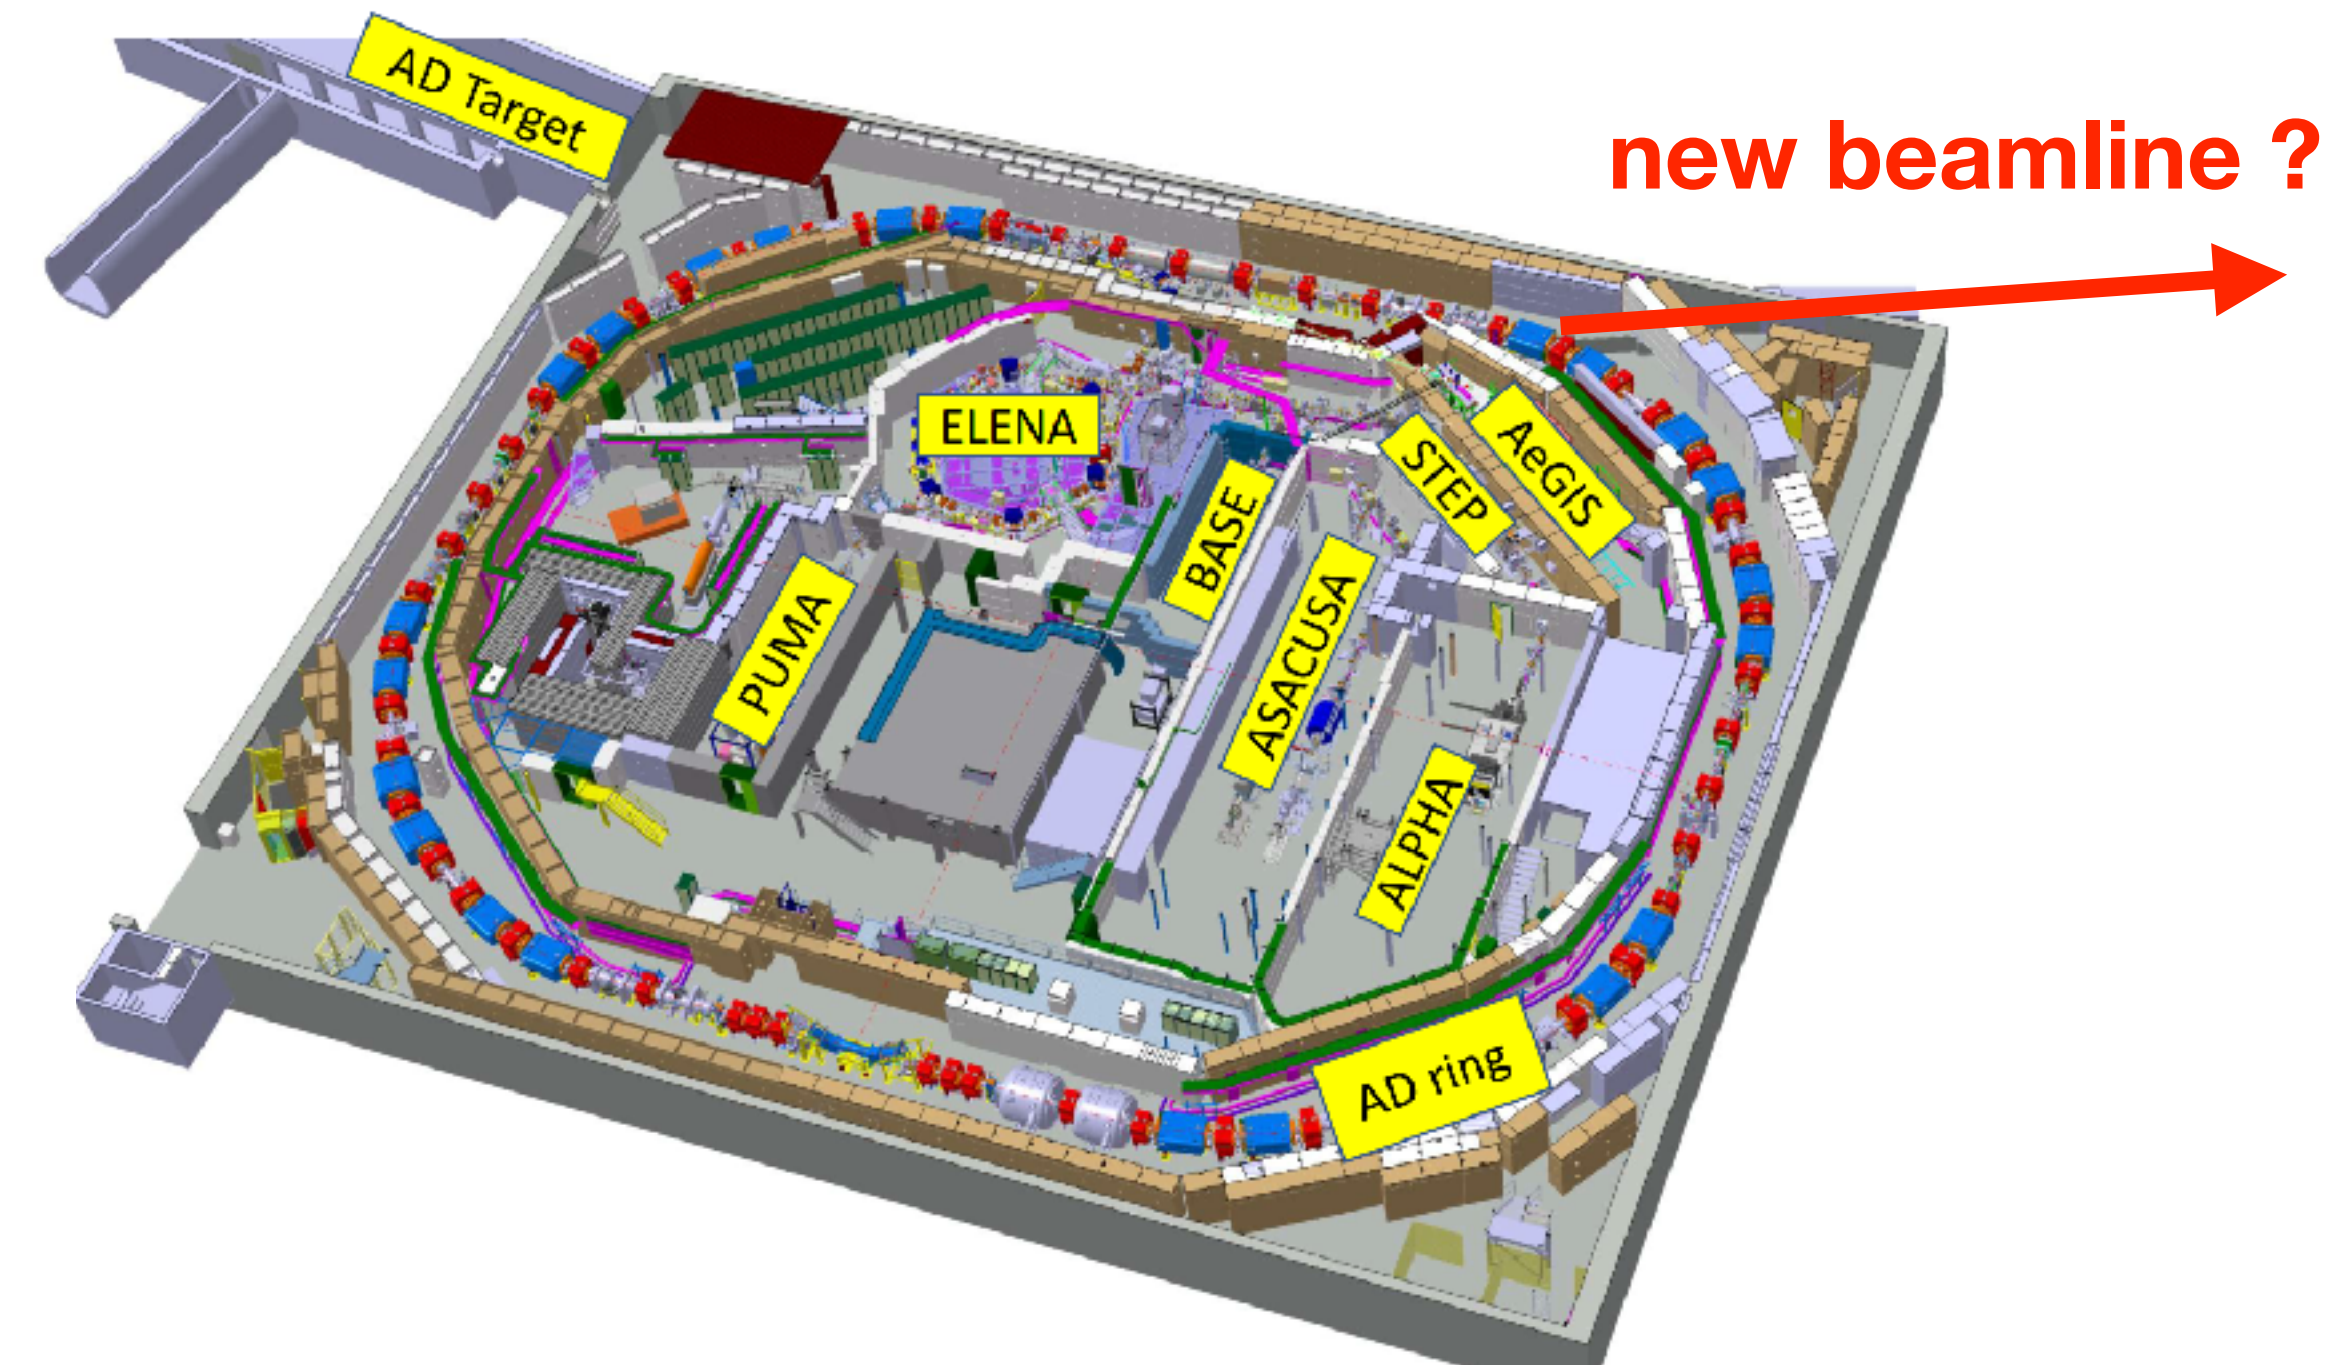 AD Target
new beamline ?
ELENA
AeGIS
STEP
BASE
PUMA
ASACUSA
ALPHA
AD ring